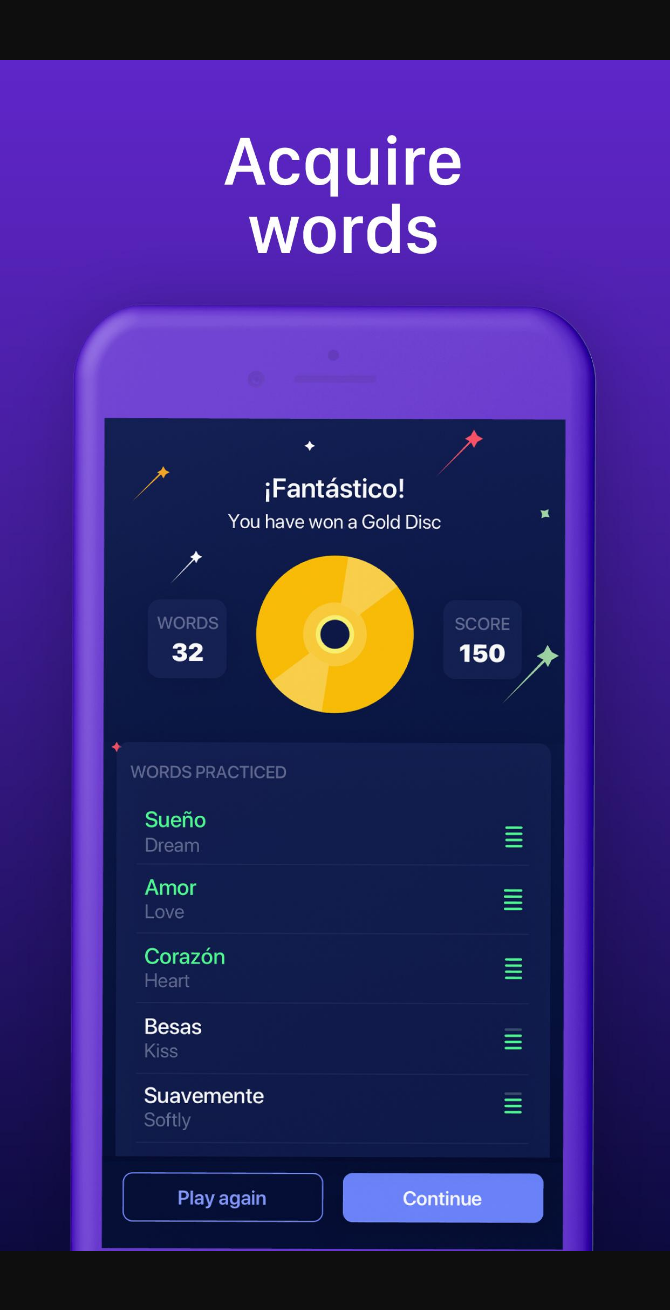 Acquire
words
¡Fantástico!
You have won a Gold Disc
WORDS
32
SCORE
150
WORDS PRACTICED
Sueño
Dream
Amor
Love
Corazón
Heart
Besas
Kiss
Suavemente
Softly
Play again
Continue